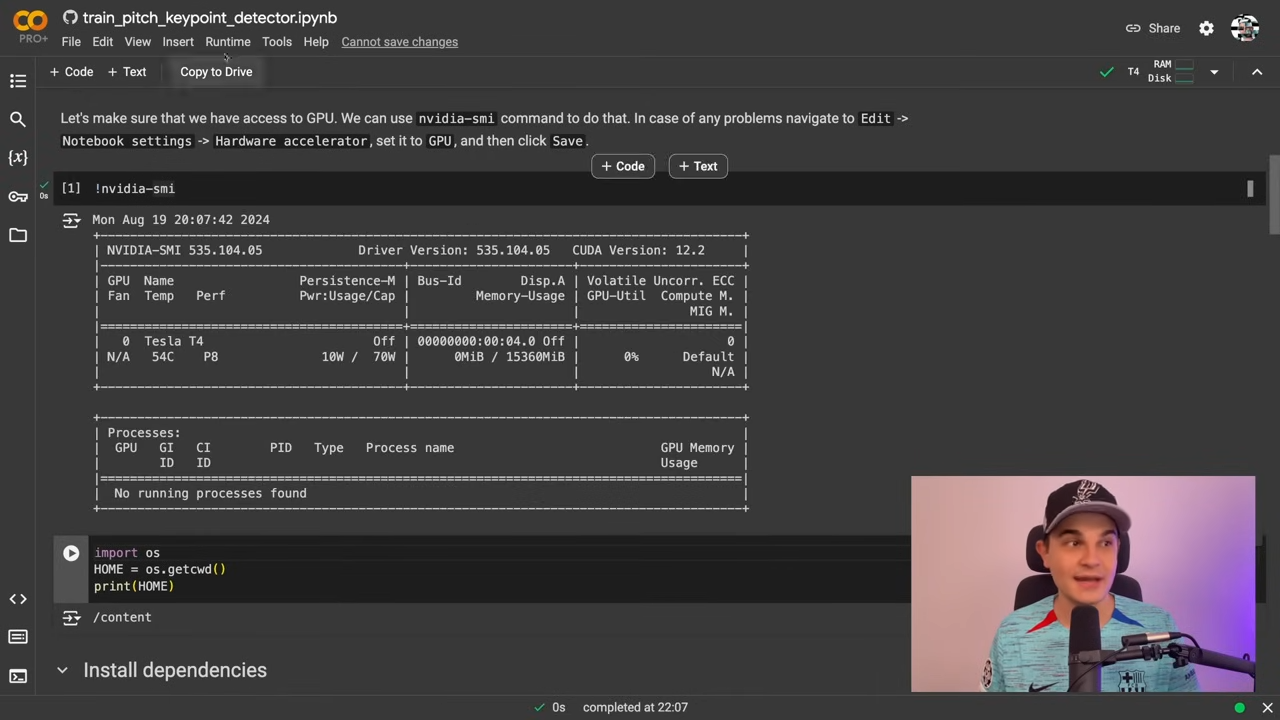 train_pitch_keypoint_detector.ipynb
PRO+
File Edit View Insert Runtime Tools Help Cannot save changes
Share
+ Code + Text Copy to Drive
T4 RAM Disk
Let's make sure that we have access to GPU. We can use nvidia-smi command to do that. In case of any problems navigate to Edit ->
Notebook settings -> Hardware accelerator, set it to GPU, and then click Save.
+ Code + Text
[1] !nvidia-smi
0s
Mon Aug 19 20:07:42 2024
+---------------------------------------------------------------------------------------+
| NVIDIA-SMI 535.104.05 Driver Version: 535.104.05 CUDA Version: 12.2 |
|-----------------------------------------+----------------------+----------------------+
| GPU Name Persistence-M | Bus-Id Disp.A | Volatile Uncorr. ECC |
| Fan Temp Perf Pwr:Usage/Cap | Memory-Usage | GPU-Util Compute M. |
| | | MIG M. |
|=========================================+======================+======================|
| 0 Tesla T4 Off | 00000000:00:04.0 Off | 0 |
| N/A 54C P8 10W / 70W | 0MiB / 15360MiB | 0% Default |
| | | N/A |
+-----------------------------------------+----------------------+----------------------+
+---------------------------------------------------------------------------------------+
| Processes: |
| GPU GI CI PID Type Process name GPU Memory |
| ID ID Usage |
|=======================================================================================|
| No running processes found |
+---------------------------------------------------------------------------------------+
import os
HOME = os.getcwd()
print(HOME)
/content
Install dependencies
0s completed at 22:07